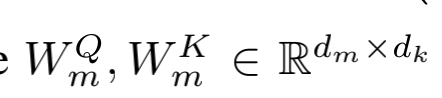 e $W_m^Q, W_m^K \in \mathbb{R}^{d_m \times d_k}$